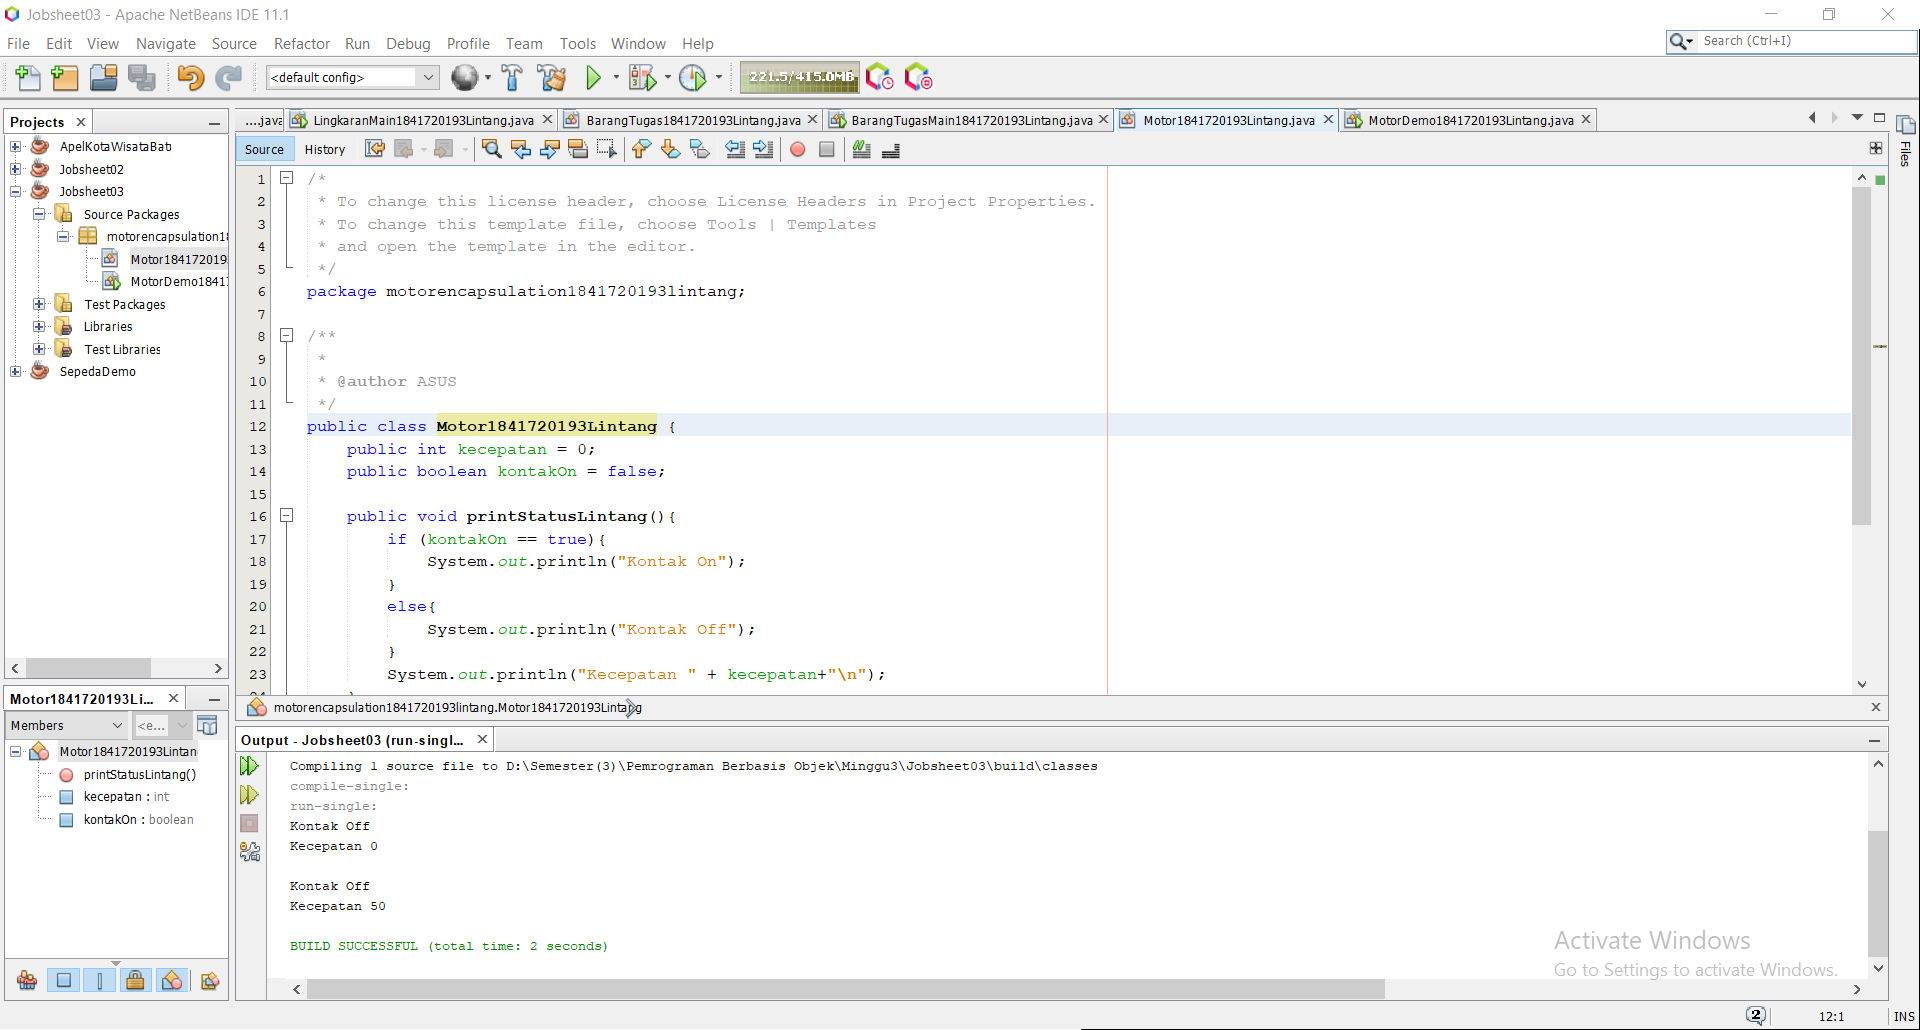 Jobsheet03 - Apache NetBeans IDE 11.1
File Edit View Navigate Source Refactor Run Debug Profile Team Tools Window Help
Search (Ctrl+I)
<default config>
221.5/415.0MB
Projects
ApelKotaWisataBatu
Jobsheet02
Jobsheet03
Source Packages
motorencapsulation18
Motor184172019
MotorDemo1841
Test Packages
Libraries
Test Libraries
SepedaDemo
....java LingkaranMain1841720193Lintang.java BarangTugas1841720193Lintang.java BarangTugasMain1841720193Lintang.java Motor1841720193Lintang.java MotorDemo1841720193Lintang.java
Files
Source History
1 /*
2 * To change this license header, choose License Headers in Project Properties.
3 * To change this template file, choose Tools | Templates
4 * and open the template in the editor.
5 */
6 package motorencapsulation1841720193lintang;
7
8 /**
9 *
10 * @author ASUS
11 */
12 public class Motor1841720193Lintang {
13 public int kecepatan = 0;
14 public boolean kontakOn = false;
15
16 public void printStatusLintang(){
17 if (kontakOn == true){
18 System.out.println("Kontak On");
19 }
20 else{
21 System.out.println("Kontak Off");
22 }
23 System.out.println("Kecepatan " + kecepatan+"\n");
motorencapsulation1841720193lintang.Motor1841720193Lintang
Motor1841720193Li...
Members <e...
Motor1841720193Lintan
printStatusLintang()
kecepatan : int
kontakOn : boolean
Output - Jobsheet03 (run-singl...
Compiling 1 source file to D:\Semester(3)\Pemrograman Berbasis Objek\Minggu3\Jobsheet03\build\classes
compile-single:
run-single:
Kontak Off
Kecepatan 0
Kontak Off
Kecepatan 50
BUILD SUCCESSFUL (total time: 2 seconds)
Activate Windows
Go to Settings to activate Windows.
2 12:1 INS